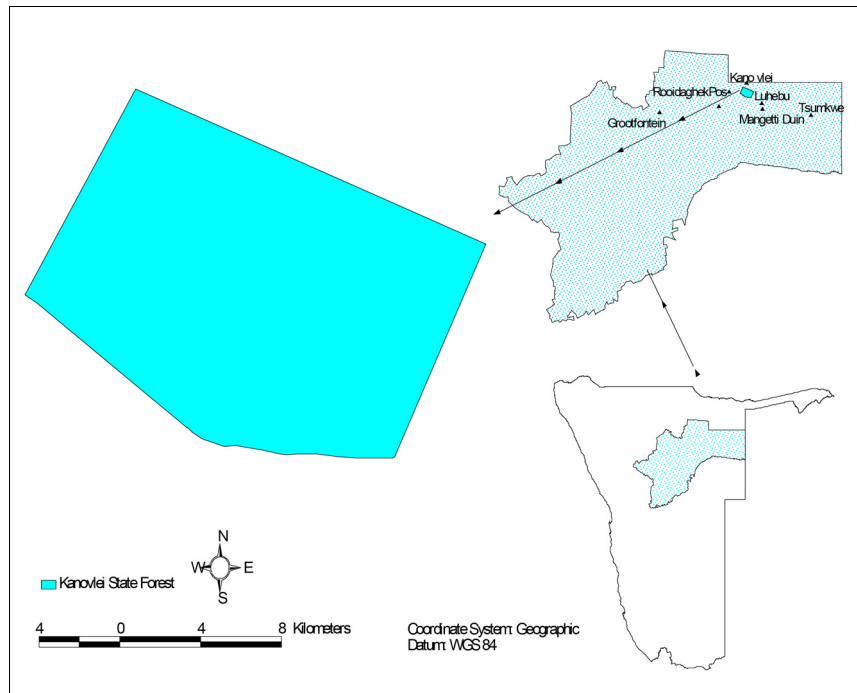 Kano vlei
RooidaghekPos
Luhebu
Tsumkwe
Grootfontein
Mangetti Duin
N
W E
S
Kanovlei State Forest
4 0 4 8 Kilometers
Coordinate System: Geographic
Datum: WGS 84